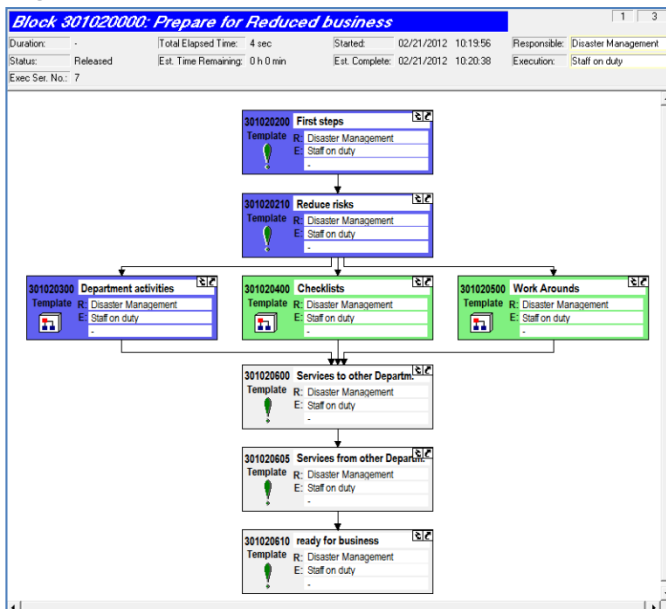 Block 301020000: Prepare for Reduced business
1 3
Duration: - Total Elapsed Time: 4 sec Started: 02/21/2012 10:19:56 Responsible: Disaster Management
Status: Released Est. Time Remaining: 0 h 0 min Est. Complete: 02/21/2012 10:20:38 Execution: Staff on duty
Exec Ser. No.: 7
301020200 First steps
Template R: Disaster Management
E: Staff on duty
-
301020210 Reduce risks
Template R: Disaster Management
E: Staff on duty
-
301020300 Department activities
Template R: Disaster Management
E: Staff on duty
-
301020400 Checklists
Template R: Disaster Management
E: Staff on duty
-
301020500 Work Arounds
Template R: Disaster Management
E: Staff on duty
-
301020600 Services to other Departm.
Template R: Disaster Management
E: Staff on duty
-
301020605 Services from other Departm.
Template R: Disaster Management
E: Staff on duty
-
301020610 ready for business
Template R: Disaster Management
E: Staff on duty
-